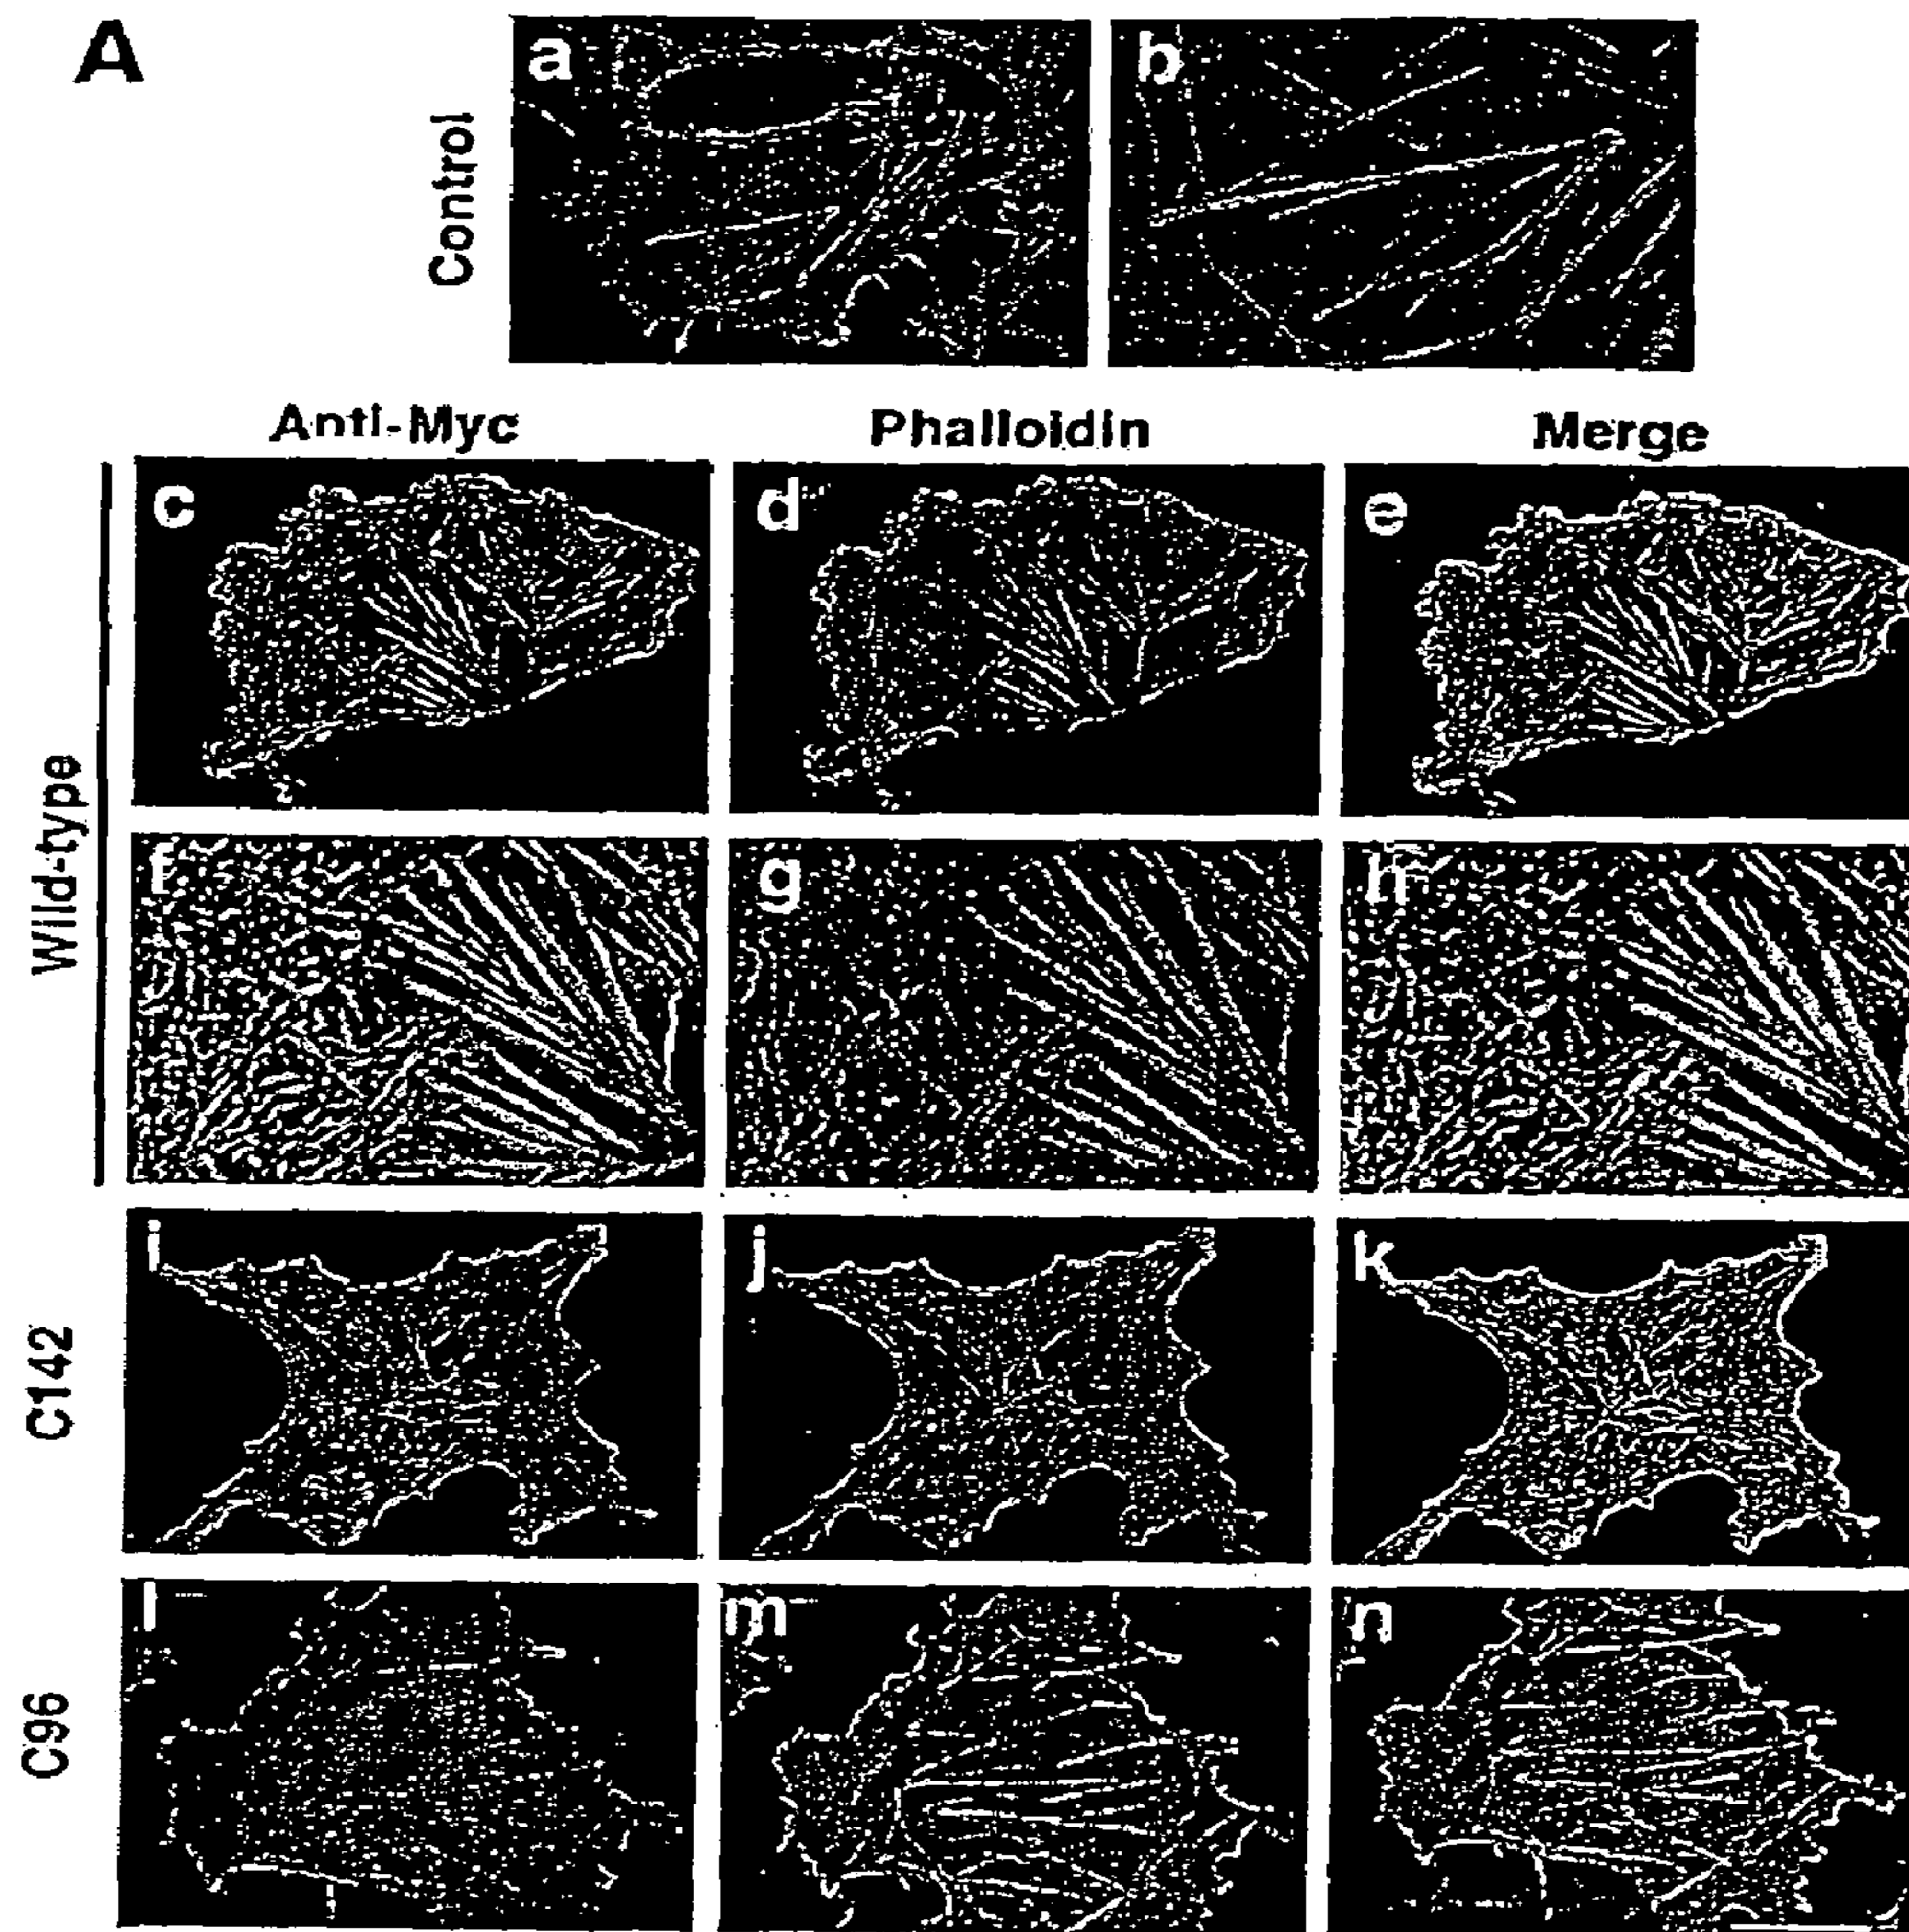 A
a b
Control
Anti-Myc Phalloidin Merge
c d e
Wild-type
f g h
i j k
C142
l m n
C96